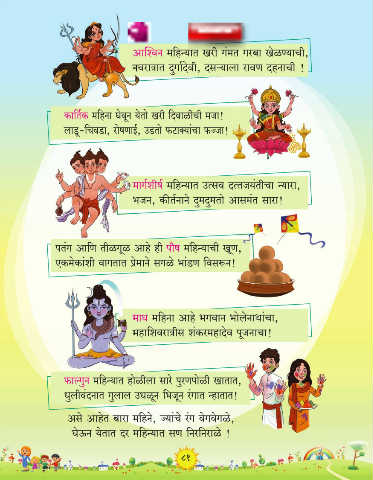 आश्विन महिन्यात खरी गंमत गरबा खेळण्याची,
नवरात्रात दुर्गादेवी, दसऱ्याला रावण दहनाची !
कार्तिक महिना घेवून येतो खरी दिवाळीची मजा!
लाडू-चिवडा, रोषणाई, उडतो फटाक्यांचा फज्जा!
मार्गशीर्ष महिन्यात उत्सव दत्तजयंतीचा न्यारा,
भजन, कीर्तनाने दुमदुमतो आसमंत सारा!
पतंग आणि तीळगूळ आहे ही पौष महिन्याची खूण,
एकमेकांशी वागतात प्रेमाने सगळे भांडण विसरून!
माघ महिना आहे भगवान भोलेनाथांचा,
महाशिवरात्रीस शंकरमहादेव पूजनाचा!
फाल्गुन महिन्यात होळीला सारे पुरणपोळी खातात,
धुलीवंदनात गुलाल उधळून भिजून रंगात न्हातात!
असे आहेत बारा महिने, ज्यांचे रंग वेगवेगळे,
घेऊन येतात दर महिन्यात सण निरनिराळे !
८१